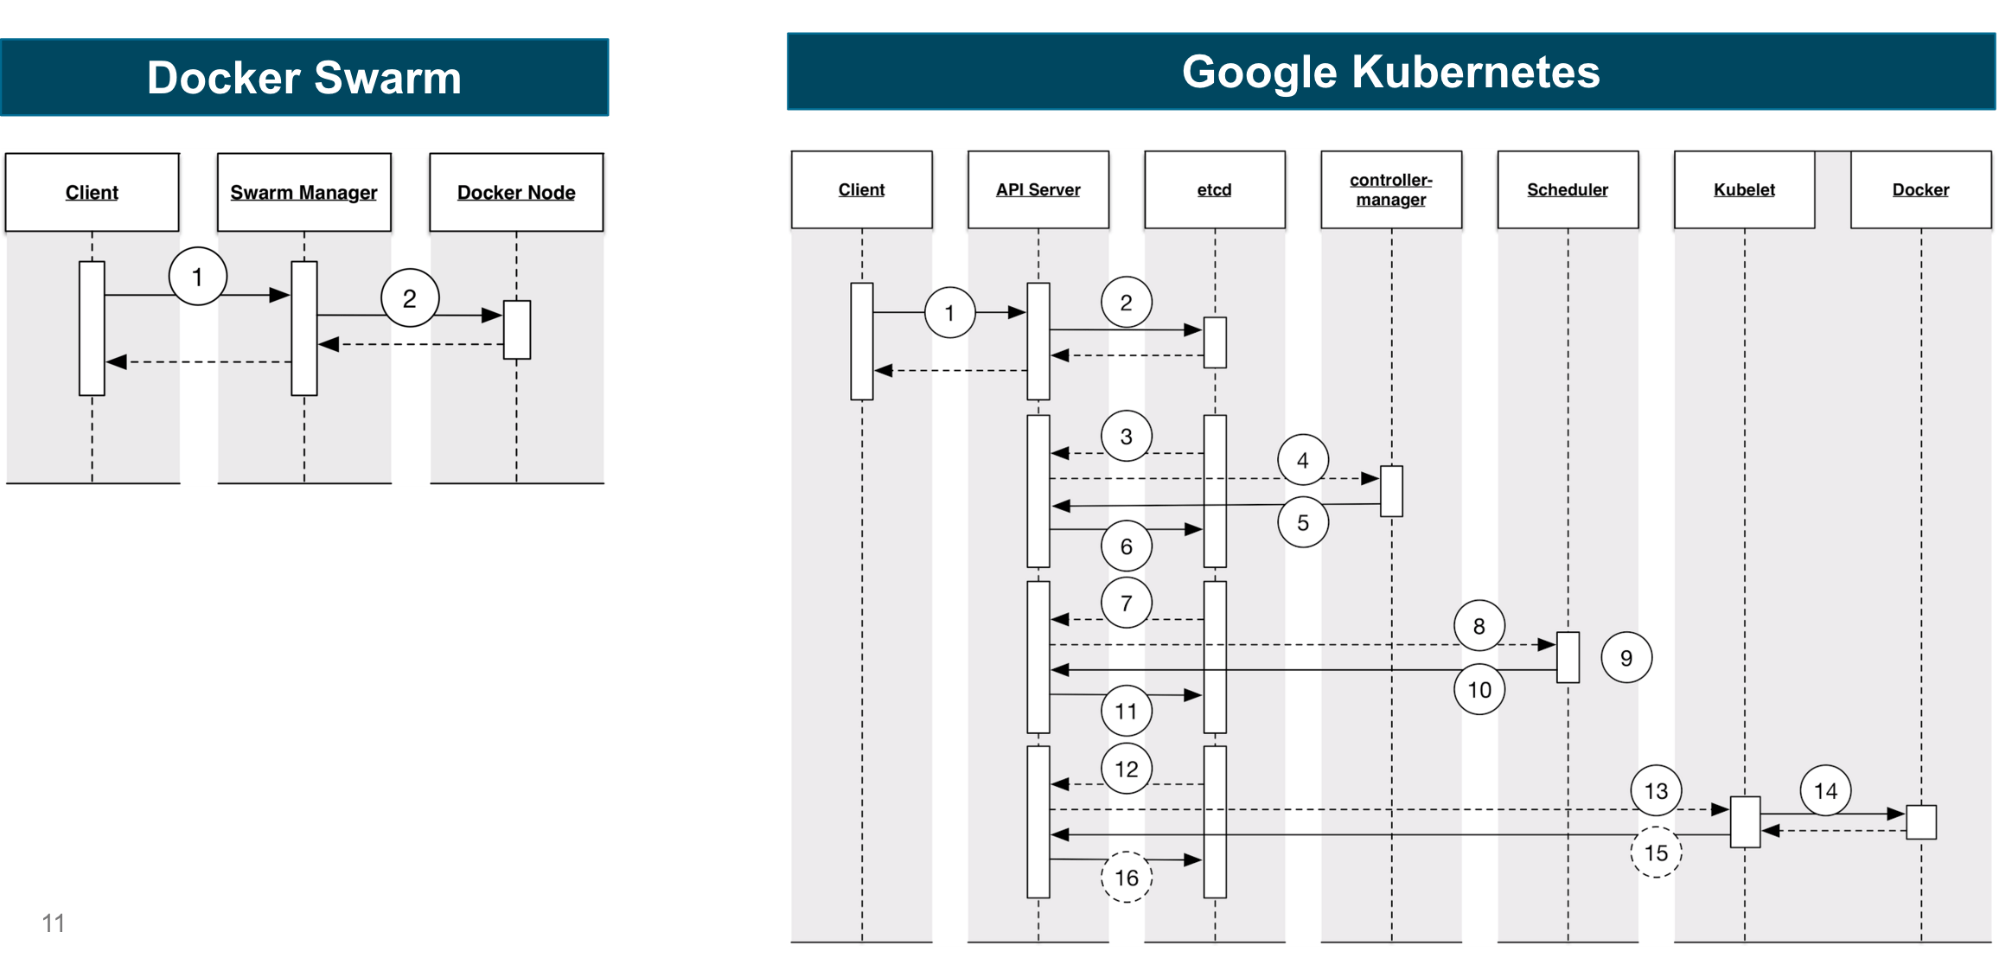 Docker Swarm
Client
Swarm Manager
Docker Node
1
2
11
Google Kubernetes
Client
API Server
etcd
controller-
manager
Scheduler
Kubelet
Docker
1
2
3
4
5
6
7
8
9
10
11
12
13
14
15
16